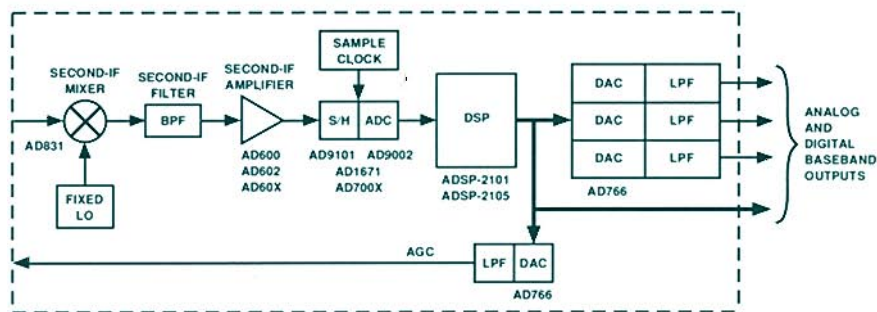 SAMPLE
CLOCK
SECOND-IF
MIXER
SECOND-IF
FILTER
SECOND-IF
AMPLIFIER
BPF
S/H
ADC
DSP
DAC
LPF
DAC
LPF
DAC
LPF
ANALOG
AND
DIGITAL
BASEBAND
OUTPUTS
AD831
AD600
AD602
AD60X
AD9101
AD9002
AD1671
AD700X
ADSP-2101
ADSP-2105
AD766
FIXED
LO
AGC
LPF
DAC
AD766